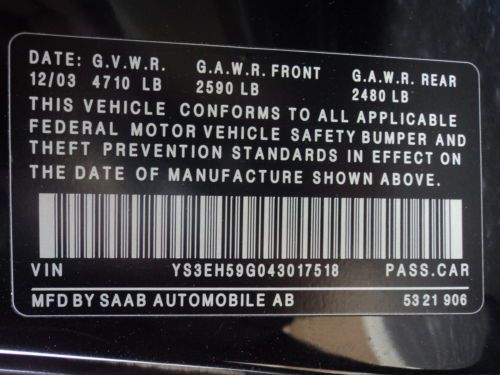 DATE: G.V.W.R. G.A.W.R. FRONT G.A.W.R. REAR
12/03 4710 LB 2590 LB 2480 LB
THIS VEHICLE CONFORMS TO ALL APPLICABLE
FEDERAL MOTOR VEHICLE SAFETY BUMPER AND
THEFT PREVENTION STANDARDS IN EFFECT ON
THE DATE OF MANUFACTURE SHOWN ABOVE.
VIN YS3EH59G043017518 PASS.CAR
MFD BY SAAB AUTOMOBILE AB 53 21 906